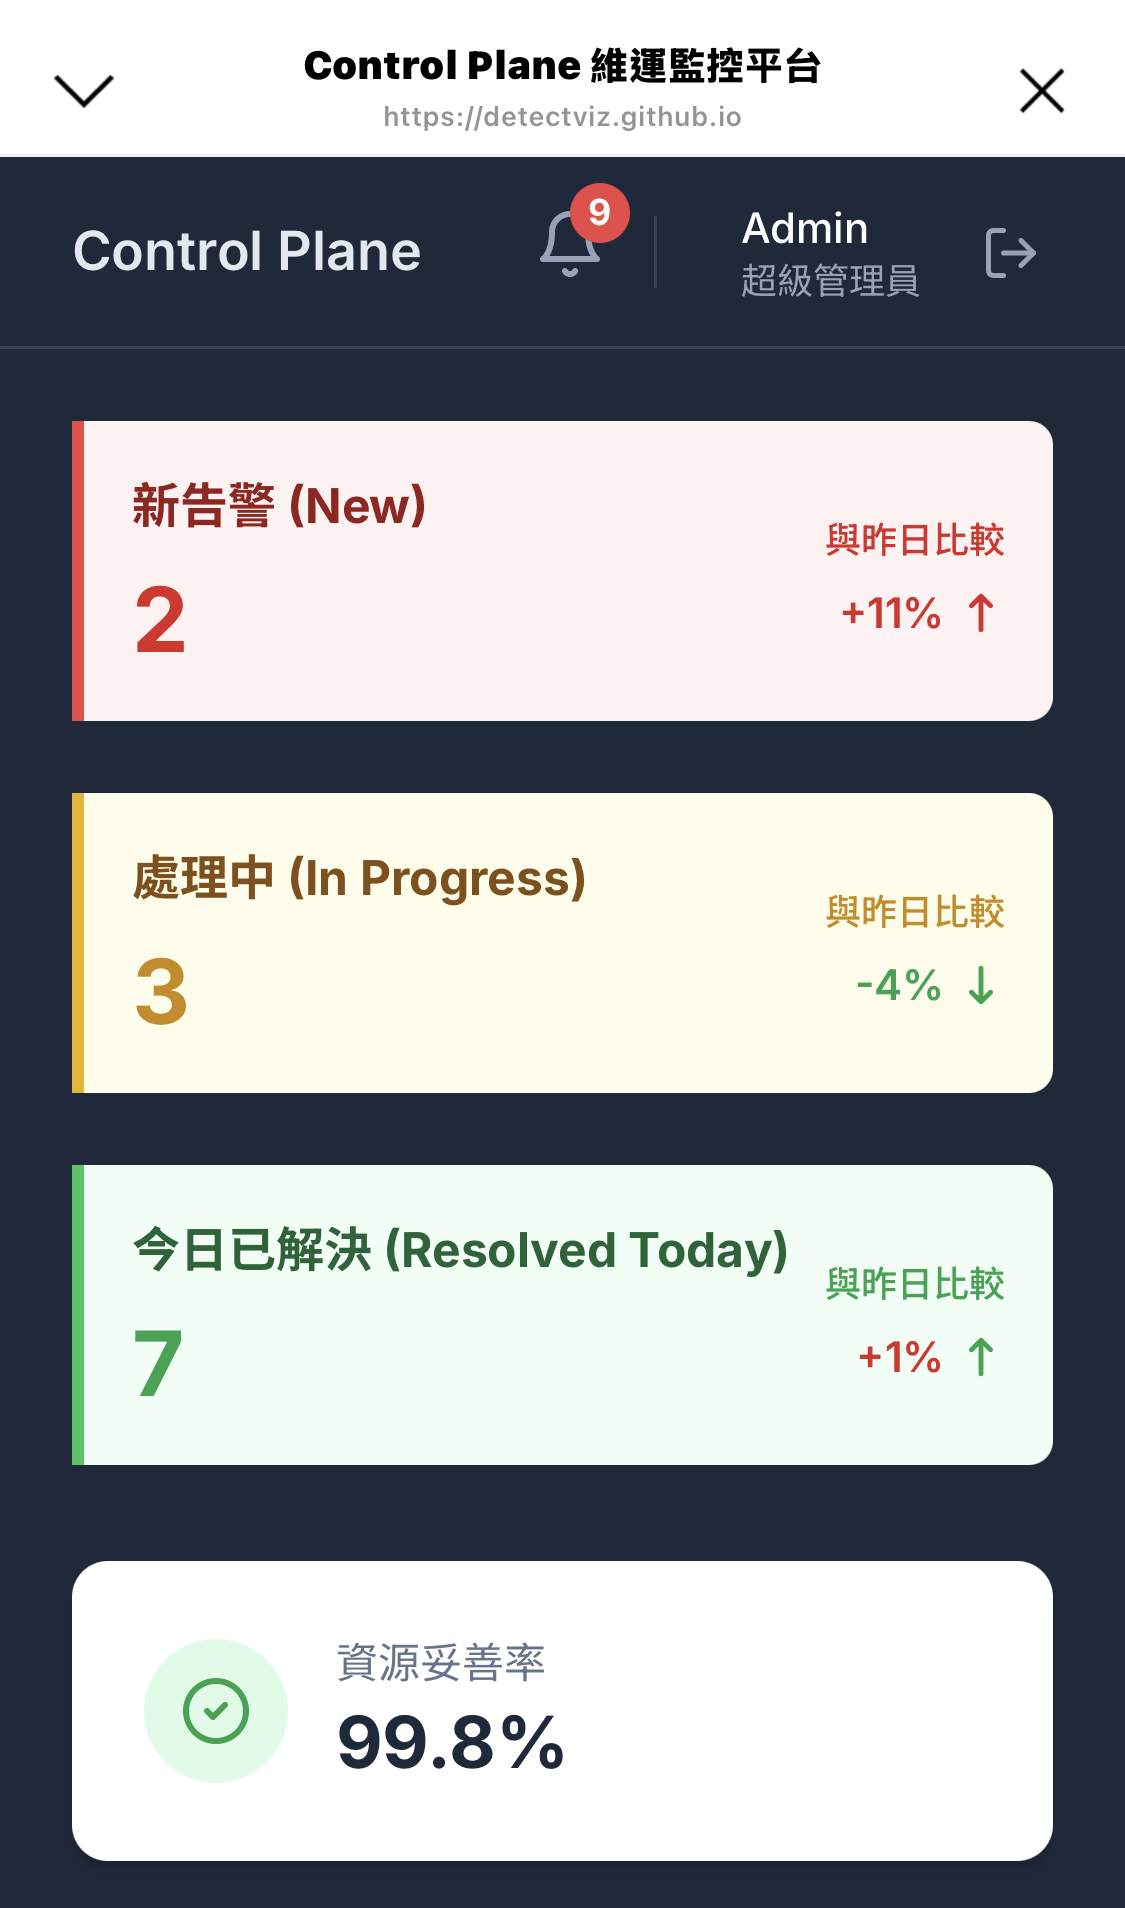 Control Plane 維運監控平台
https://detectviz.github.io
Control Plane
9
Admin
超級管理員
新告警 (New)
2
與昨日比較
+11% ↑
處理中 (In Progress)
3
與昨日比較
-4% ↓
今日已解決 (Resolved Today)
7
與昨日比較
+1% ↑
資源妥善率
99.8%